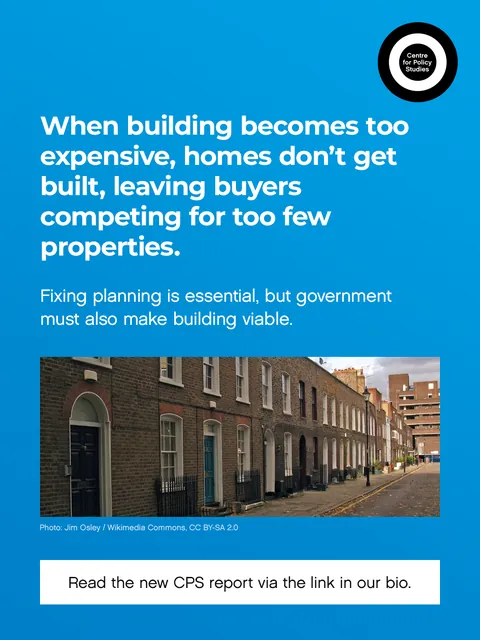 Centre
for Policy
Studies
When building becomes too
expensive, homes don’t get
built, leaving buyers
competing for too few
properties.
Fixing planning is essential, but government
must also make building viable.
Photo: Jim Osley / Wikimedia Commons, CC BY-SA 2.0
Read the new CPS report via the link in our bio.